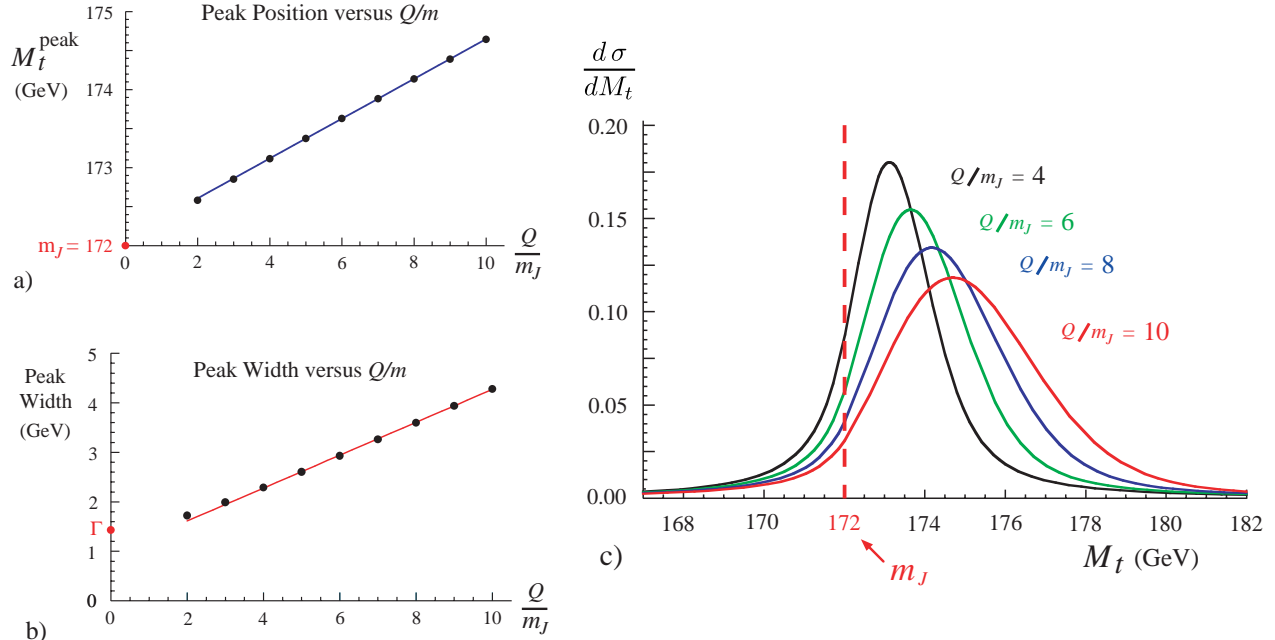 Peak Position versus Q/m
M_t^peak
(GeV)
175
174
173
m_J = 172
0 2 4 6 8 10
Q/m_J
a)
Peak Width versus Q/m
Peak
Width
(GeV)
5
4
3
2
Γ
1
0
0 2 4 6 8 10
Q/m_J
b)
dσ/dM_t
0.20
0.15
0.10
0.05
0.00
Q/m_J = 4
Q/m_J = 6
Q/m_J = 8
Q/m_J = 10
168 170 172 174 176 178 180 182
m_J
M_t (GeV)
c)